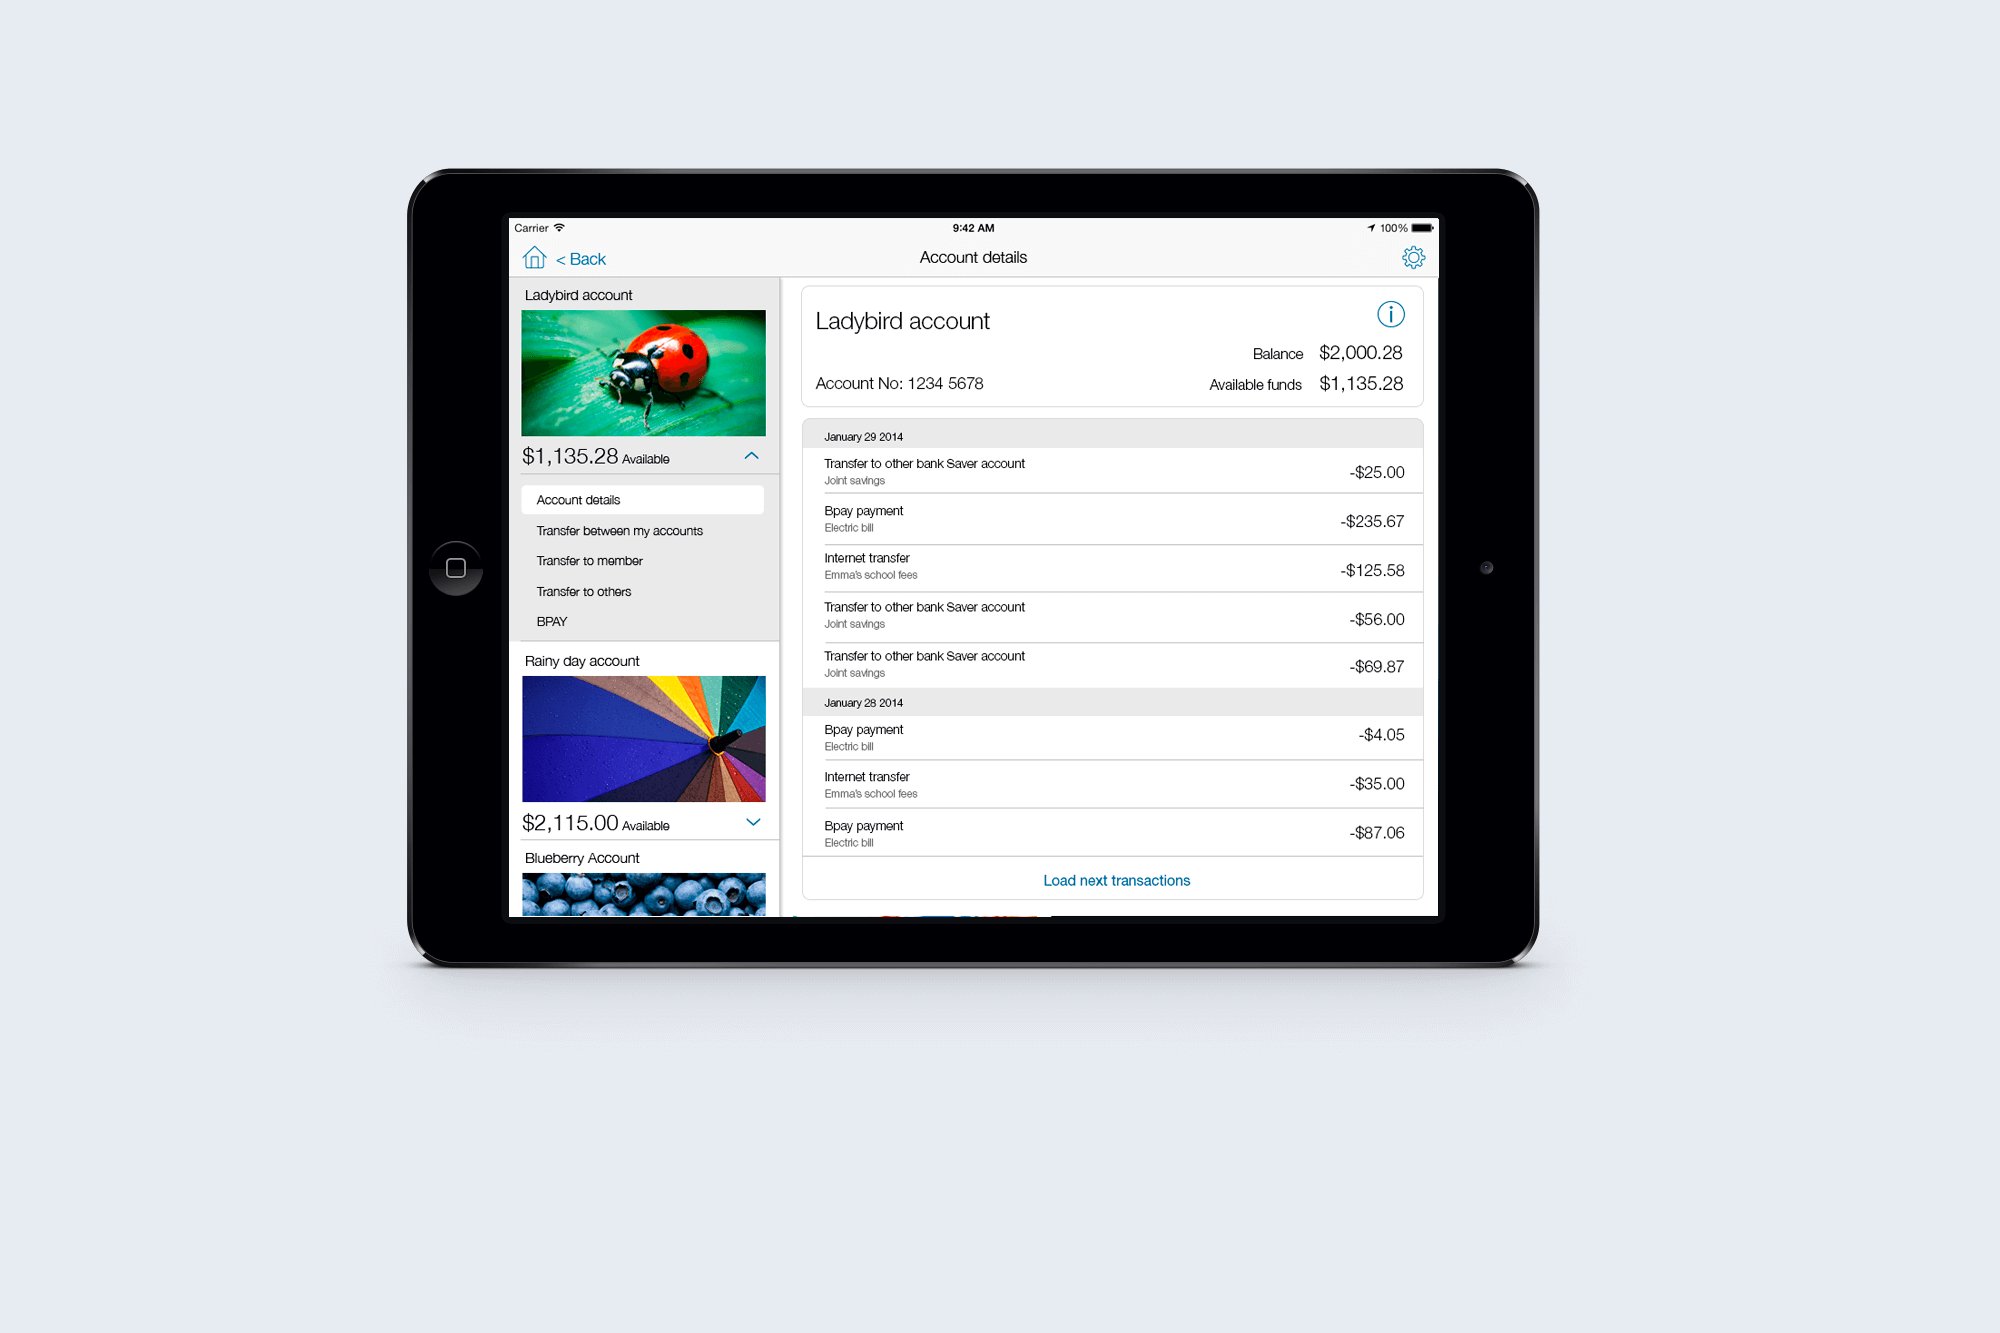 Carrier
9:42 AM
100%
< Back
Account details
Ladybird account
$1,135.28 Available
Account details
Transfer between my accounts
Transfer to member
Transfer to others
BPAY
Rainy day account
$2,115.00 Available
Blueberry Account
Ladybird account
Balance $2,000.28
Account No: 1234 5678
Available funds $1,135.28
January 29 2014
Transfer to other bank Saver account
Joint savings
-$25.00
Bpay payment
Electric bill
-$235.67
Internet transfer
Emma's school fees
-$125.58
Transfer to other bank Saver account
Joint savings
-$56.00
Transfer to other bank Saver account
Joint savings
-$69.87
January 28 2014
Bpay payment
Electric bill
-$4.05
Internet transfer
Emma's school fees
-$35.00
Bpay payment
Electric bill
-$87.06
Load next transactions